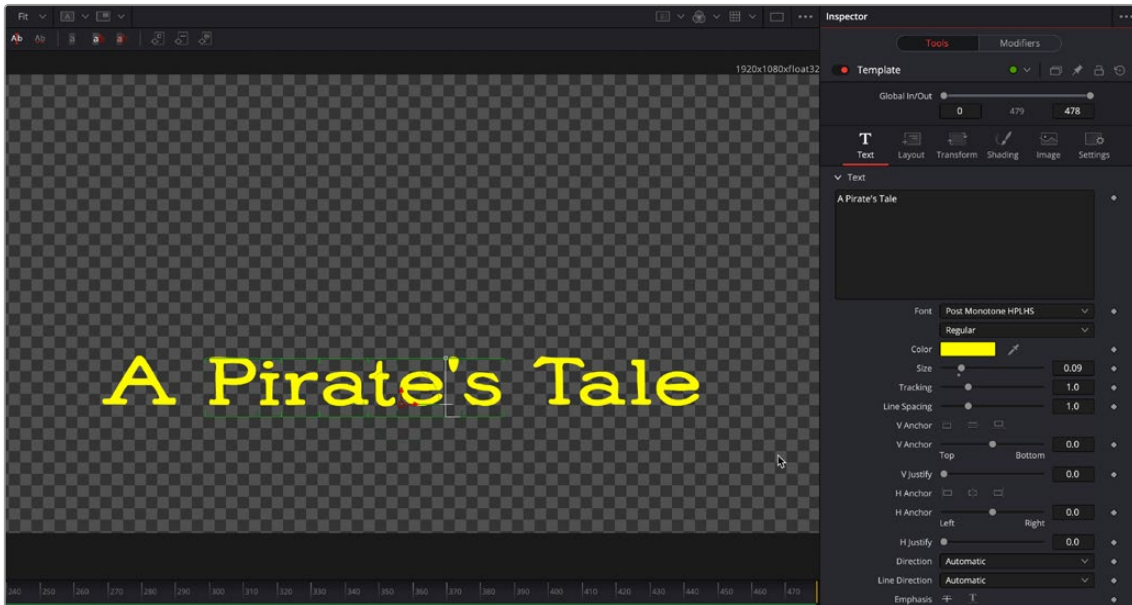 Fit
Inspector
Tools Modifiers
1920x1080xfloat32
Template
Global In/Out
0 479 478
T
Text Layout Transform Shading Image Settings
Text
A Pirate's Tale
Font Post Monotone HPLHS
Regular
Color
Size 0.09
Tracking 1.0
Line Spacing 1.0
V Anchor
V Anchor 0.0
Top Bottom
V Justify 0.0
H Anchor
H Anchor 0.0
Left Right
H Justify 0.0
Direction Automatic
Line Direction Automatic
Emphasis
A Pirate's Tale
240 250 260 270 280 290 300 310 320 330 340 350 360 370 380 390 400 410 420 430 440 450 460 470